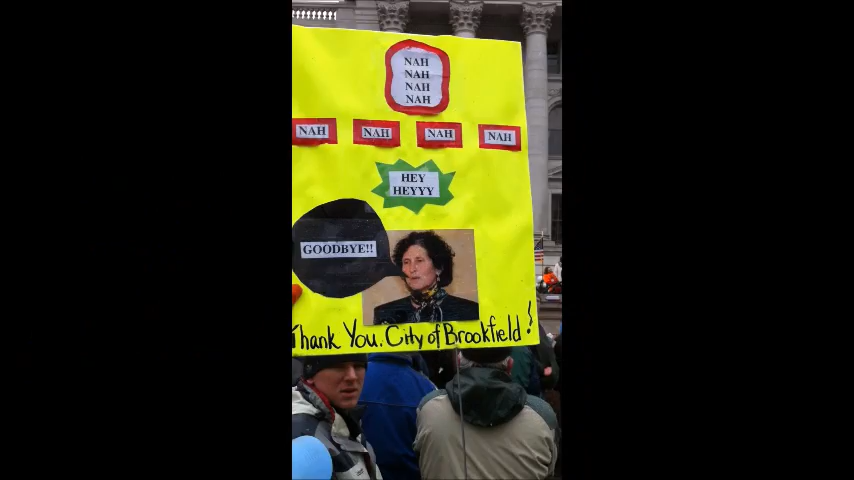 NAH
NAH
NAH
NAH
NAH NAH NAH NAH
HEY
HEYYY
GOODBYE!!
Thank You, City of Brookfield!